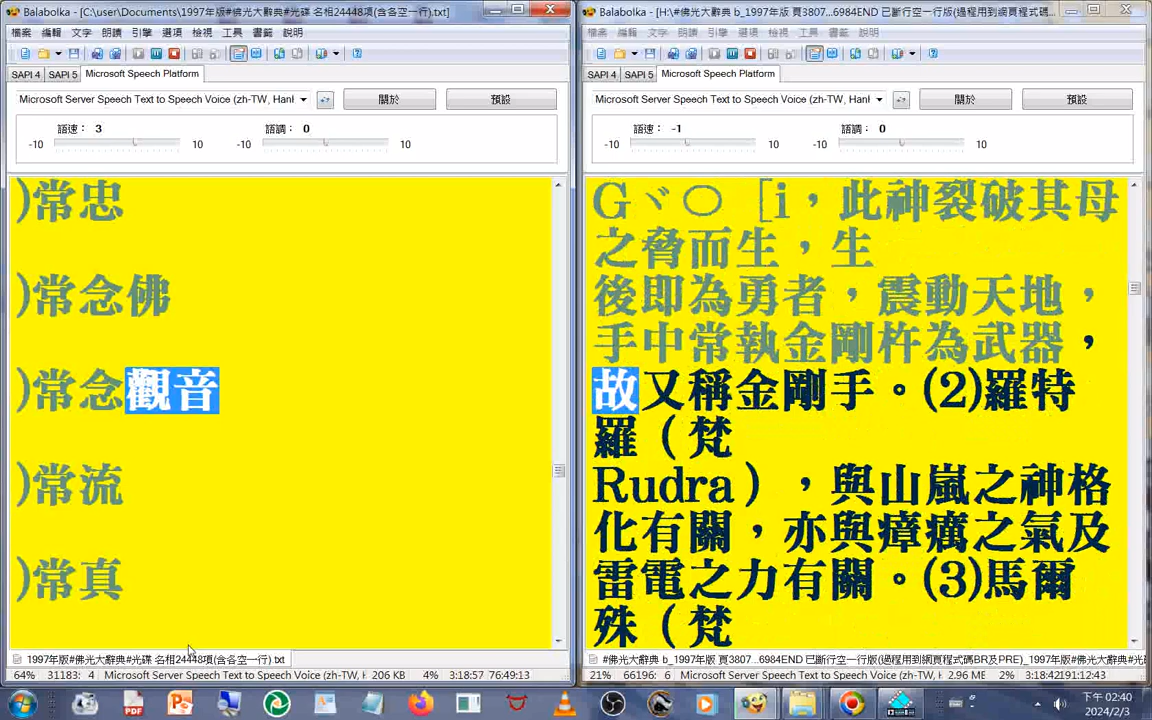 Balabolka - [C:\user\Documents\1997年版#佛光大辭典#光碟 名相24448項(含各空一行).txt]
檔案 編輯 文字 朗讀 引擎 選項 檢視 工具 書籤 說明
SAPI 4 SAPI 5 Microsoft Speech Platform
Microsoft Server Speech Text to Speech Voice (zh-TW, Hanl
關於 預設
語速： 3 語調： 0
-10 10 -10 10
)常忠
)常念佛
)常念觀音
)常流
)常真
1997年版#佛光大辭典#光碟 名相24448項(含各空一行).txt
64% 31183: 4 Microsoft Server Speech Text to Speech Voice (zh-TW, H 206 KB 4% 3:18:57 76:49:13
Balabolka - [H:\#佛光大辭典 b_1997年版 頁3807...6984END 已斷行空一行版(過程用到網頁程式碼...
檔案 編輯 文字 朗讀 引擎 選項 檢視 工具 書籤 說明
SAPI 4 SAPI 5 Microsoft Speech Platform
Microsoft Server Speech Text to Speech Voice (zh-TW, Hanl
關於 預設
語速： -1 語調： 0
-10 10 -10 10
Gヾ〇 [i，此神裂破其母
之脅而生，生
後即為勇者，震動天地，
手中常執金剛杵為武器，
故又稱金剛手。(2)羅特
羅（梵
Rudra），與山嵐之神格
化有關，亦與瘴癘之氣及
雷電之力有關。(3)馬爾
殊（梵
#佛光大辭典 b_1997年版 頁3807...6984END 已斷行空一行版(過程用到網頁程式碼BR及PRE)_1997年版#佛光
21% 66196: 6 Microsoft Server Speech Text to Speech Voice (zh-TW, H 2.96 ME 2% 3:18:42191:12:43
下午 02:40
2024/2/3